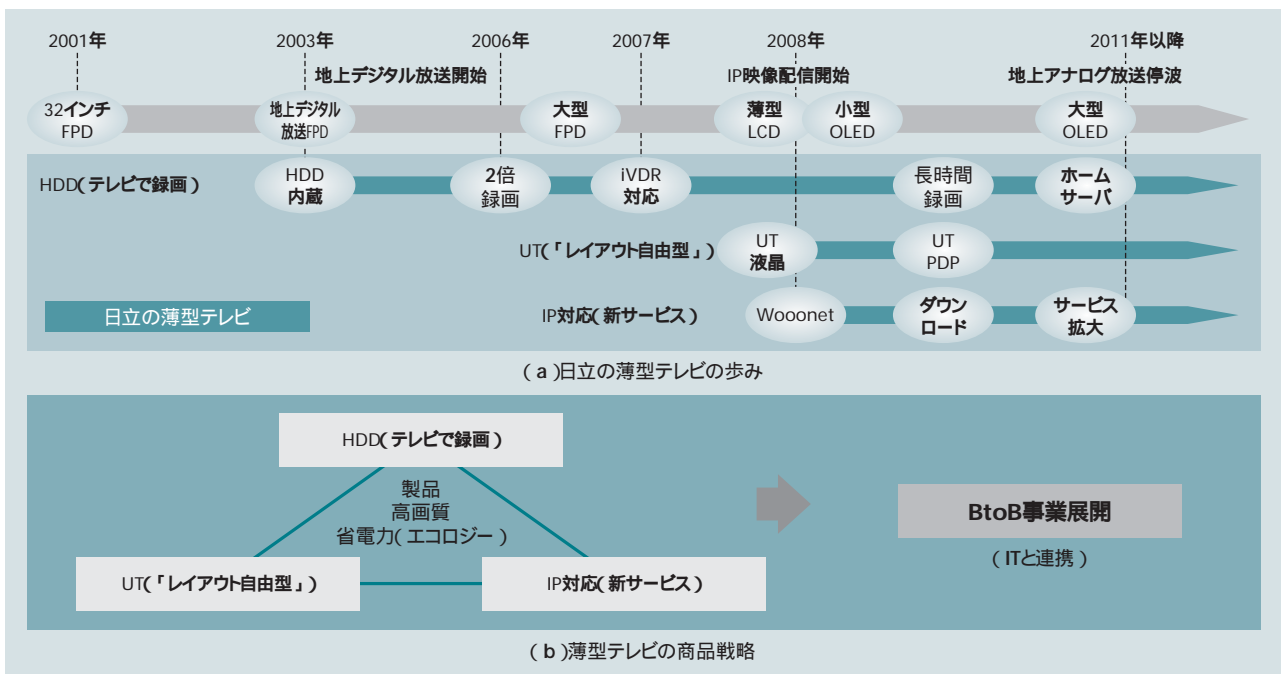 2001年 2003年 2006年 2007年 2008年 2011年以降
地上デジタル放送開始 IP映像配信開始 地上アナログ放送停波
32インチ
FPD
地上デジタル
放送FPD
大型
FPD
薄型
LCD
小型
OLED
大型
OLED
HDD(テレビで録画)
HDD
内蔵
2倍
録画
iVDR
対応
長時間
録画
ホーム
サーバ
UT(「レイアウト自由型」)
UT
液晶
UT
PDP
日立の薄型テレビ
IP対応(新サービス)
Wooonet
ダウン
ロード
サービス
拡大
(a)日立の薄型テレビの歩み
HDD(テレビで録画)
製品
高画質
省電力(エコロジー)
UT(「レイアウト自由型」)
IP対応(新サービス)
BtoB事業展開
(ITと連携)
(b)薄型テレビの商品戦略